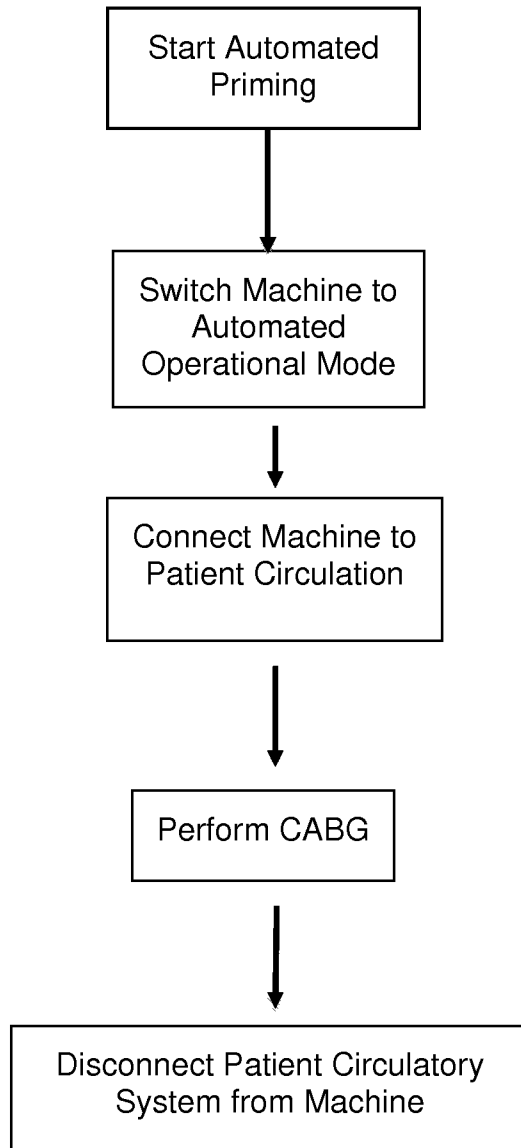 Start Automated
Priming
Switch Machine to
Automated
Operational Mode
Connect Machine to
Patient Circulation
Perform CABG
Disconnect Patient Circulatory
System from Machine